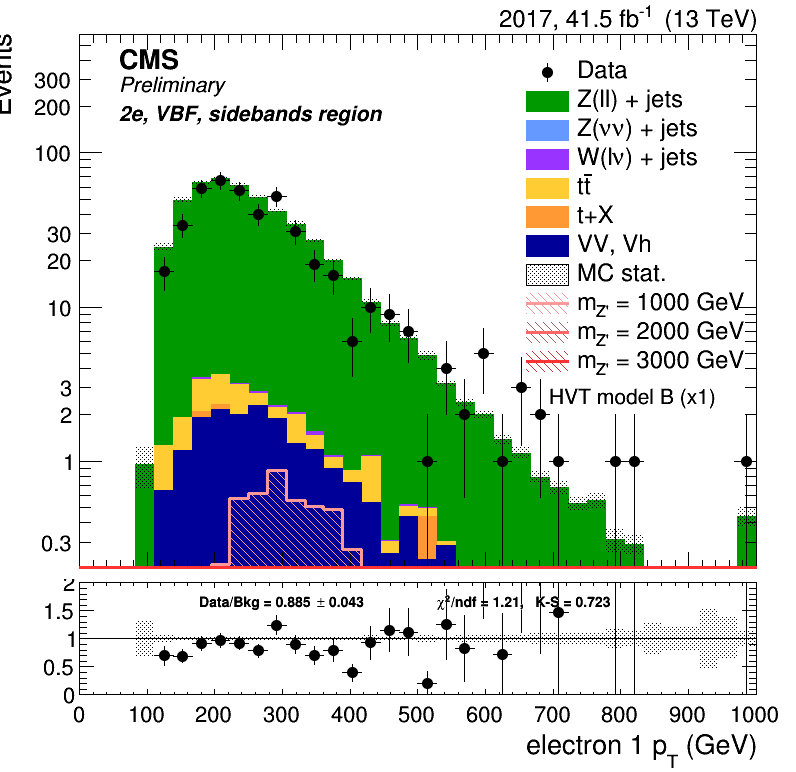 2017, 41.5 fb⁻¹ (13 TeV)
Events
CMS
Preliminary
2e, VBF, sidebands region
Data
Z(ll) + jets
Z(νν) + jets
W(lν) + jets
tt̄
t+X
VV, Vh
MC stat.
m_Z' = 1000 GeV
m_Z' = 2000 GeV
m_Z' = 3000 GeV
HVT model B (x1)
300
200
100
30
20
10
3
2
1
0.3
Data/Bkg = 0.885 ± 0.043 χ²/ndf = 1.21, K-S = 0.723
2
1.5
1
0.5
0
0 100 200 300 400 500 600 700 800 900 1000
electron 1 p_T (GeV)